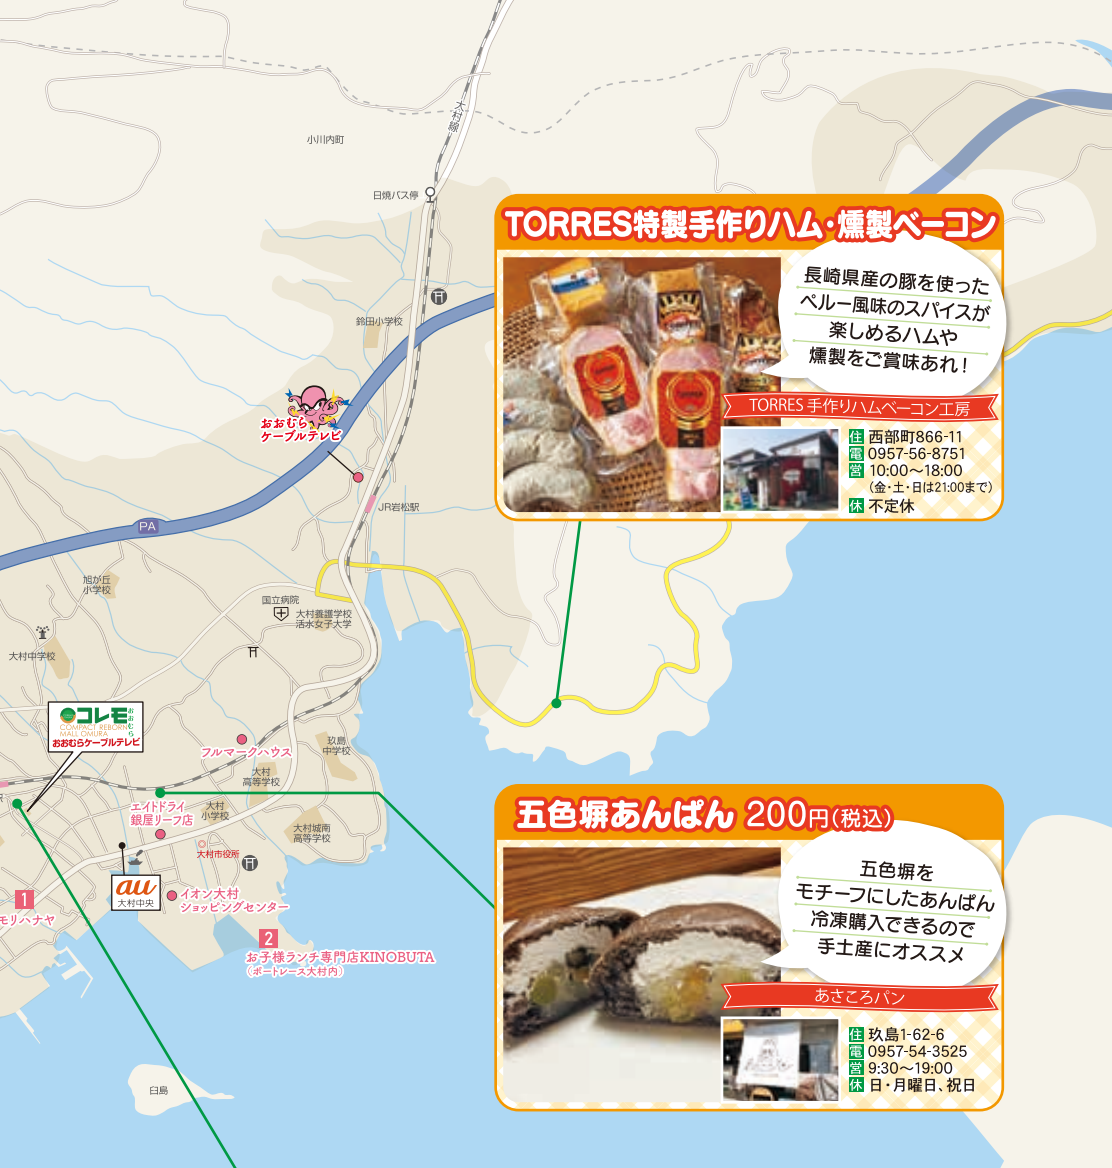 大村線
小川内町
日焼バス停
鈴田小学校
おおむら
ケーブルテレビ
JR岩松駅
PA
旭が丘
小学校
国立病院
大村養護学校
活水女子大学
大村中学校
コレモ
おおむら
COMPACT REBORN
MALL OMURA
おおむらケーブルテレビ
フルマークハウス
玖島
中学校
大村
高等学校
エイドドライ
銀屋リーフ店
大村
小学校
大村城南
高等学校
大村市役所
au
大村中央
イオン大村
ショッピングセンター
1
モリハナヤ
2
お子様ランチ専門店KINOBUTA
（ボートレース大村内）
臼島
TORRES特製手作りハム・燻製ベーコン
長崎県産の豚を使った
ペルー風味のスパイスが
楽しめるハムや
燻製をご賞味あれ！
TORRES 手作りハムベーコン工房
住 西部町866-11
電 0957-56-8751
営 10:00～18:00
（金・土・日は21:00まで）
休 不定休
五色塀あんぱん 200円（税込）
五色塀を
モチーフにしたあんぱん
冷凍購入できるので
手土産にオススメ
あさころパン
住 玖島1-62-6
電 0957-54-3525
営 9:30～19:00
休 日・月曜日、祝日